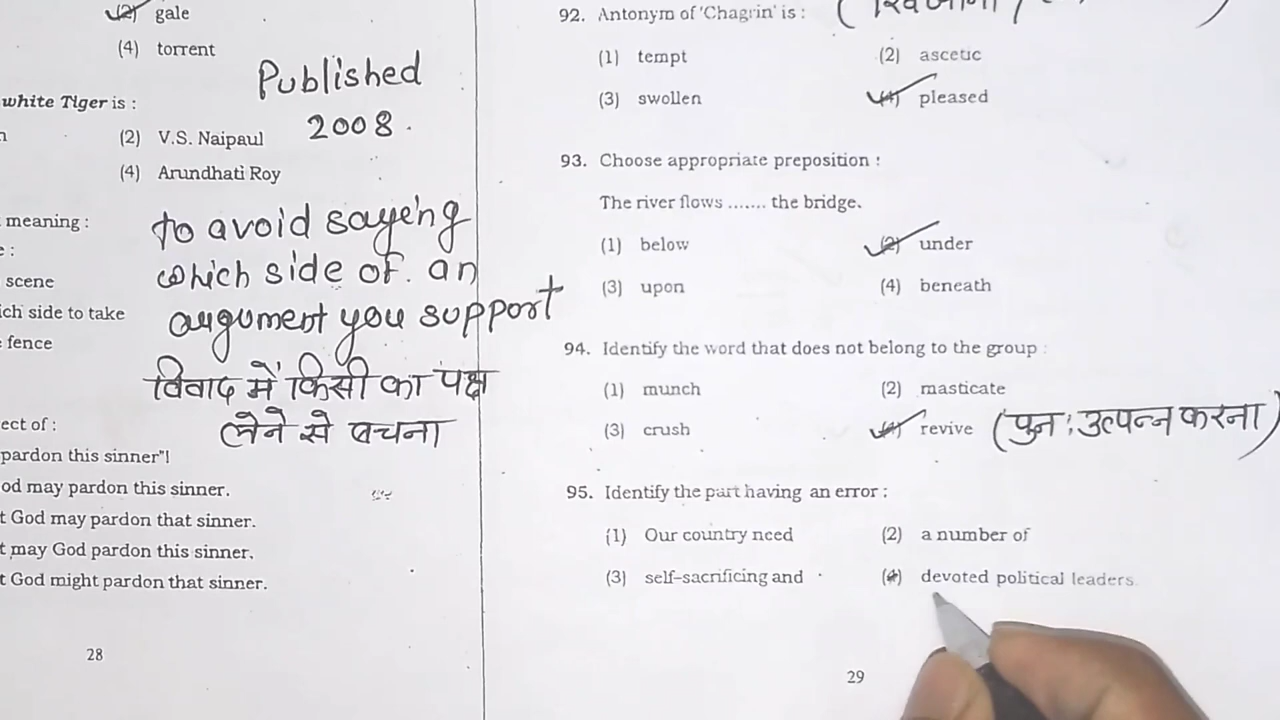 (2) gale
(4) torrent
Published
2008.
white Tiger is :
(2) V.S. Naipaul
(4) Arundhati Roy
meaning :
to avoid saye'ng
which side of. an
argument you support
scene
ich side to take
fence
विवाद में किसी का पक्ष
लेने से बचना
ect of :
pardon this sinner"!
od may pardon this sinner.
t God may pardon that sinner.
t may God pardon this sinner.
t God might pardon that sinner.
28
92. Antonym of 'Chagrin' is :
(1) tempt (2) ascetic
(3) swollen (4) pleased
93. Choose appropriate preposition :
The river flows ....... the bridge.
(1) below (2) under
(3) upon (4) beneath
94. Identify the word that does not belong to the group :
(1) munch (2) masticate
(3) crush (4) revive (पुन: उत्पन्न करना)
95. Identify the part having an error :
(1) Our country need (2) a number of
(3) self-sacrificing and (4) devoted political leaders.
29